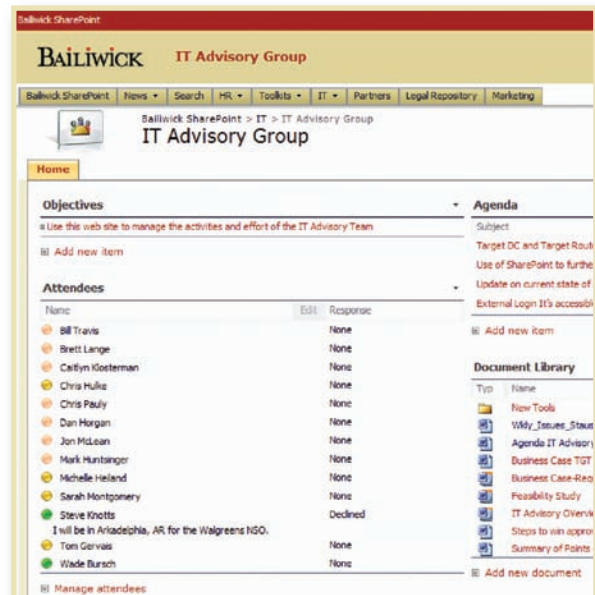 Bailiwick SharePoint
BAILIWICK IT Advisory Group
Bailiwick SharePoint News Search HR Toolkits IT Partners Legal Repository Marketing
Bailiwick SharePoint > IT > IT Advisory Group
IT Advisory Group
Home
Objectives
Use this web site to manage the activities and effort of the IT Advisory Team
Add new item
Attendees
Name Edit Response
Bill Travis None
Brett Lange None
Caitlyn Klosterman None
Chris Hulke None
Chris Pauly None
Dan Horgan None
Jon McLean None
Mark Huntsinger None
Michelle Heiland None
Sarah Montgomery None
Steve Knotts Declined
I will be in Arkadelphia, AR for the Walgreens NSO.
Tom Gervais None
Wade Bursch None
Manage attendees
Agenda
Subject
Target DC and Target Rout
Use of SharePoint to furthe
Update on current state of
External Login It's accessibl
Add new item
Document Library
Typ Name
New Tools
Wkly_Issues_Staus
Agenda IT Advisory
Business Case TGT
Business Case-Req
Feasibility Study
IT Advisory OVervie
Steps to win approv
Summary of Points
Add new document